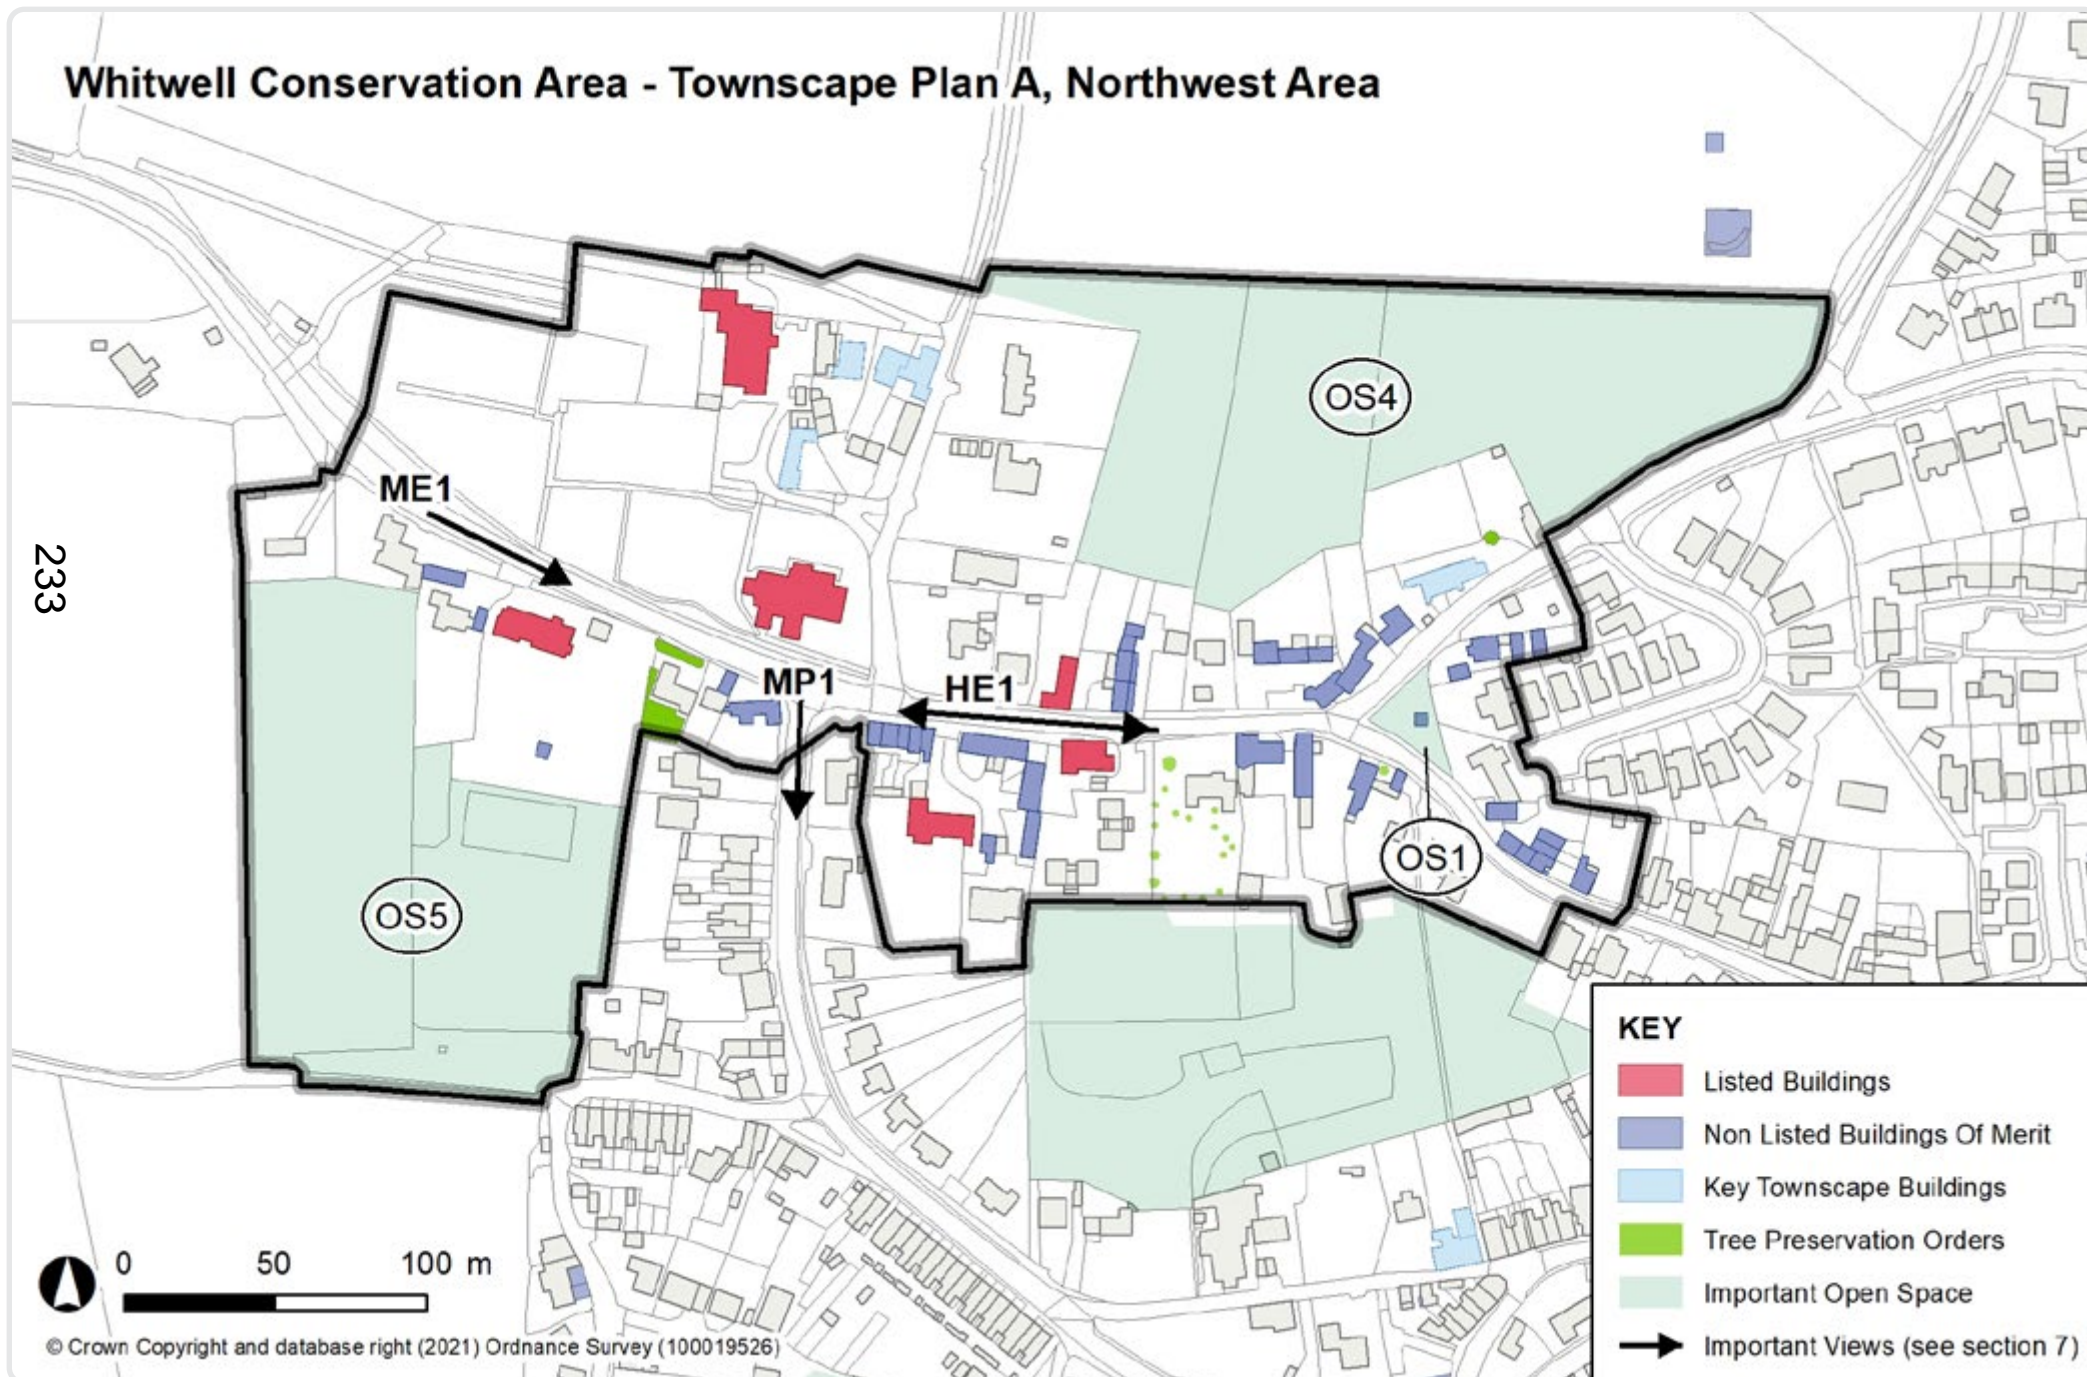 Whitwell Conservation Area - Townscape Plan A, Northwest Area
OS4
ME1
233
MP1
HE1
OS1
OS5
KEY
Listed Buildings
Non Listed Buildings Of Merit
Key Townscape Buildings
Tree Preservation Orders
Important Open Space
Important Views (see section 7)
0 50 100 m
© Crown Copyright and database right (2021) Ordnance Survey (100019526)